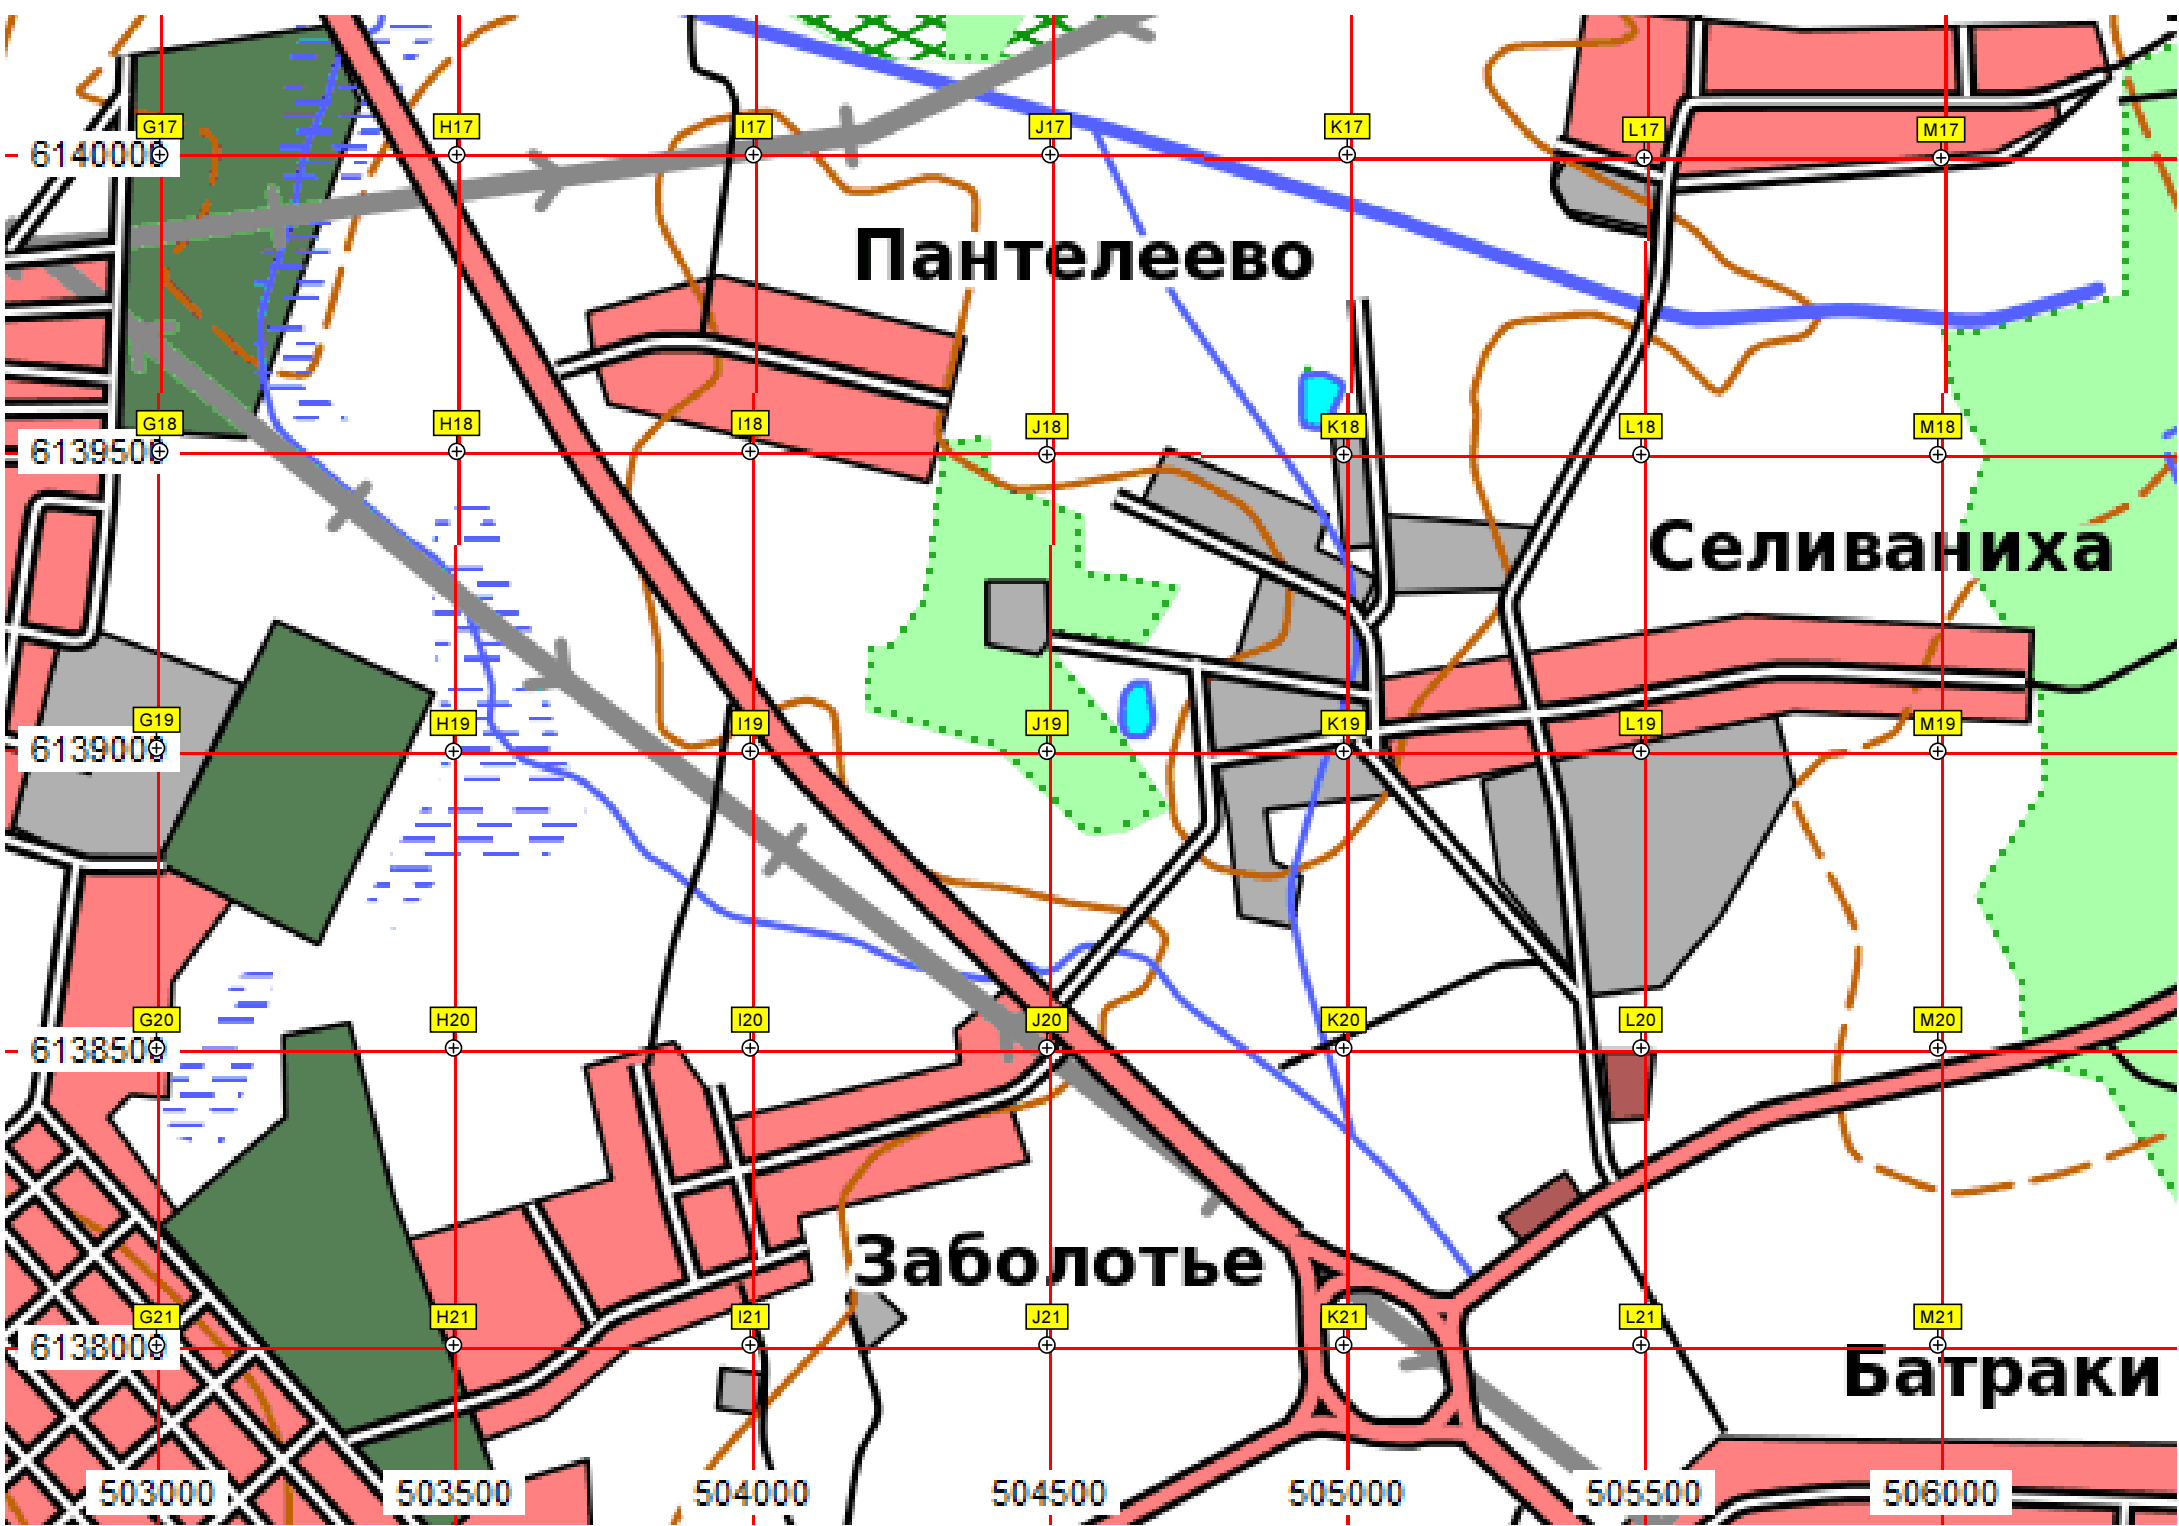 G17 H17 I17 J17 K17 L17 M17
6140000
Пантелеево
G18 H18 I18 J18 K18 L18 M18
6139500
Селиваниха
G19 H19 I19 J19 K19 L19 M19
6139000
G20 H20 I20 J20 K20 L20 M20
6138500
Заболотье
G21 H21 I21 J21 K21 L21 M21
6138000
Батраки
503000 503500 504000 504500 505000 505500 506000